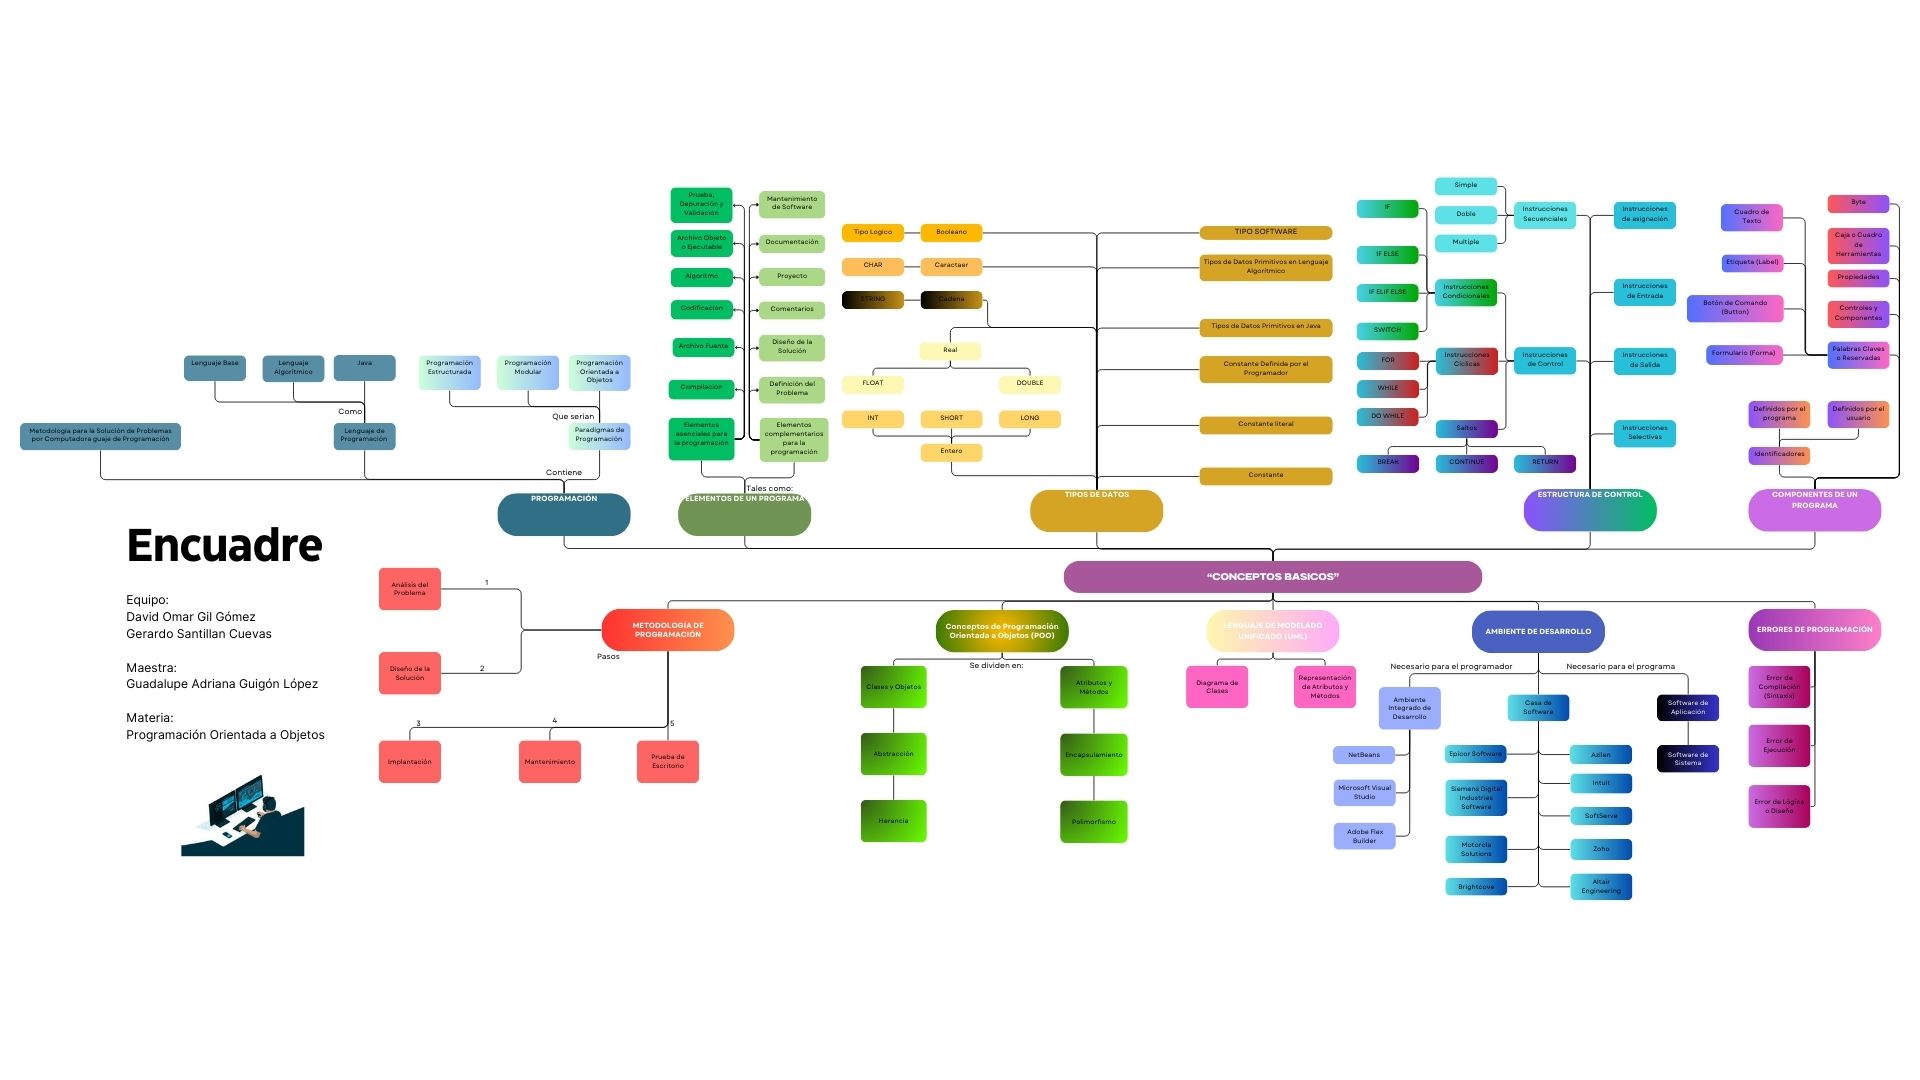 Encuadre
Equipo:
David Omar Gil Gómez
Gerardo Santillan Cuevas
Maestra:
Guadalupe Adriana Guigón López
Materia:
Programación Orientada a Objetos
“CONCEPTOS BASICOS”
PROGRAMACIÓN
Contiene
Metodologia para la Solución de Problemas
por Computadora guaje de Programación
Lenguaje de
Programación
Como
Lenguaje Base
Lenguaje
Algorítmico
Java
Paradigmas de
Programación
Que serian
Programación
Estructurada
Programación
Modular
Programación
Orientada a
Objetos
ELEMENTOS DE UN PROGRAMA
Tales como:
Prueba,
Depuración y
Validación
Archivo Objeto
o Ejecutable
Algoritmo
Codificación
Archivo Fuente
Compilación
Elementos
esenciales para
la programación
Mantenimiento
de Software
Documentación
Proyecto
Comentarios
Diseño de la
Solución
Definición del
Problema
Elementos
complementarios
para la
programación
TIPOS DE DATOS
Tipo Logico
Booleano
CHAR
Caractaer
STRING
Cadena
Real
FLOAT
DOUBLE
INT
SHORT
LONG
Entero
TIPO SOFTWARE
Tipos de Datos Primitivos en Lenguaje
Algorítmico
Tipos de Datos Primitivos en Java
Constante Definida por el
Programador
Constante literal
Constante
ESTRUCTURA DE CONTROL
Simple
Doble
Multiple
Instrucciones
Secuenciales
IF
IF ELSE
IF ELIF ELSE
SWITCH
Instrucciones
Condicionales
FOR
WHILE
DO WHILE
Instrucciones
Cíclicas
Instrucciones
de Control
Saltos
BREAK
CONTINUE
RETURN
Instrucciones
de asignación
Instrucciones
de Entrada
Instrucciones
de Salida
Instrucciones
Selectivas
COMPONENTES DE UN
PROGRAMA
Cuadro de
Texto
Etiqueta (Label)
Botón de Comando
(Button)
Formulario (Forma)
Byte
Caja o Cuadro
de
Herramientas
Propiedades
Controles y
Componentes
Palabras Claves
o Reservadas
Definidos por el
programa
Definidos por el
usuario
Identificadores
METODOLOGÍA DE
PROGRAMACIÓN
Pasos
1
Análisis del
Problema
2
Diseño de la
Solución
3
Implantación
4
Mantenimiento
5
Prueba de
Escritorio
Conceptos de Programación
Orientada a Objetos (POO)
Se dividen en:
Clases y Objetos
Abstracción
Herencia
Atributos y
Métodos
Encapsulamiento
Polimorfismo
LENGUAJE DE MODELADO
UNIFICADO (UML)
Diagrama de
Clases
Representación
de Atributos y
Métodos
AMBIENTE DE DESARROLLO
Necesario para el programador
Necesario para el programa
Ambiente
Integrado de
Desarrollo
NetBeans
Microsoft Visual
Studio
Adobe Flex
Builder
Casa de
Software
Epicor Software
Siemens Digital
Industries
Software
Motorola
Solutions
Brightcove
Azilen
Intuit
SoftServe
Zoho
Altair
Engineering
Software de
Aplicación
Software de
Sistema
ERRORES DE PROGRAMACIÓN
Error de
Compilación
(Sintaxis)
Error de
Ejecución
Error de Lógica
o Diseño